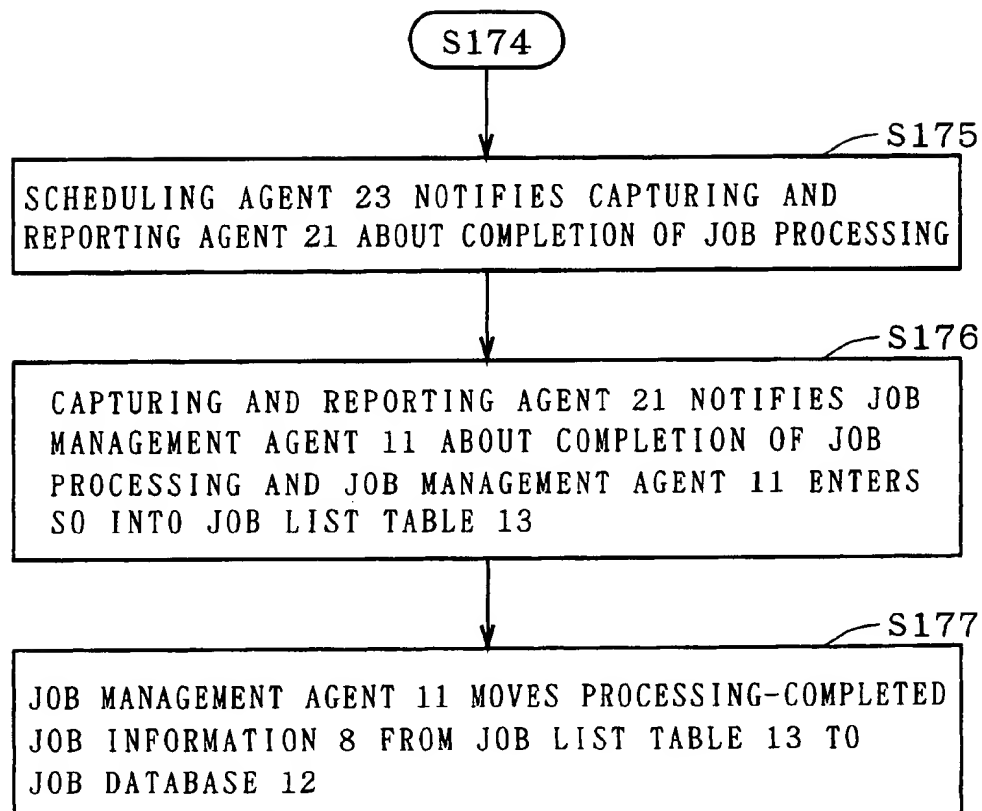 S174
S175
SCHEDULING AGENT 23 NOTIFIES CAPTURING AND
REPORTING AGENT 21 ABOUT COMPLETION OF JOB PROCESSING
S176
CAPTURING AND REPORTING AGENT 21 NOTIFIES JOB
MANAGEMENT AGENT 11 ABOUT COMPLETION OF JOB
PROCESSING AND JOB MANAGEMENT AGENT 11 ENTERS
SO INTO JOB LIST TABLE 13
S177
JOB MANAGEMENT AGENT 11 MOVES PROCESSING-COMPLETED
JOB INFORMATION 8 FROM JOB LIST TABLE 13 TO
JOB DATABASE 12